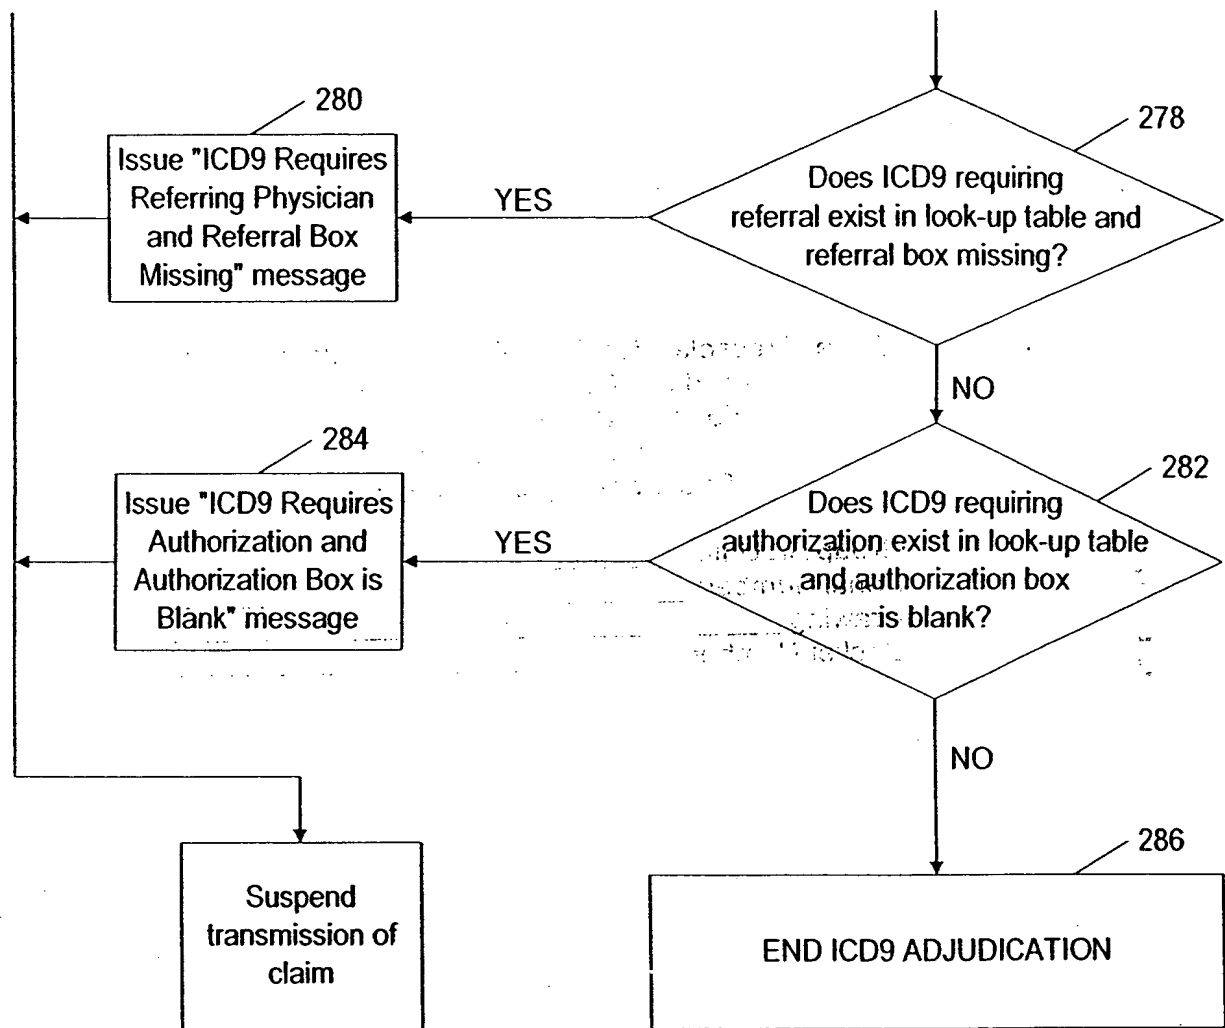 280
Issue "ICD9 Requires
Referring Physician
and Referral Box
Missing" message
YES
278
Does ICD9 requiring
referral exist in look-up table and
referral box missing?
NO
284
Issue "ICD9 Requires
Authorization and
Authorization Box is
Blank" message
YES
282
Does ICD9 requiring
authorization exist in look-up table
and authorization box
is blank?
NO
Suspend
transmission of
claim
286
END ICD9 ADJUDICATION